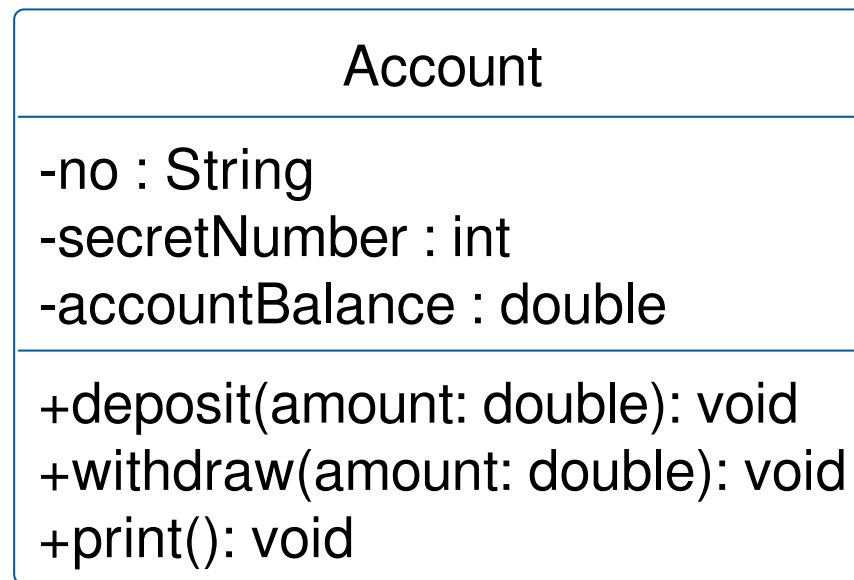 Account
-no : String
-secretNumber : int
-accountBalance : double
+deposit(amount: double): void
+withdraw(amount: double): void
+print(): void